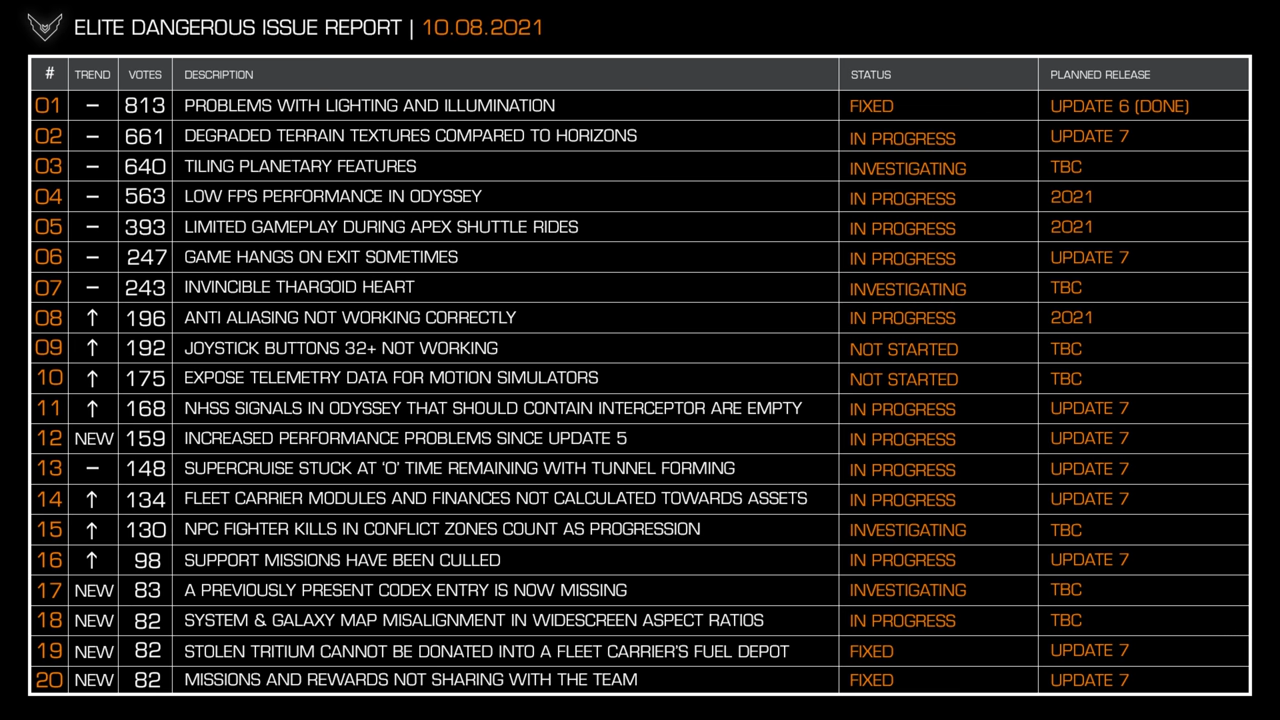 ELITE DANGEROUS ISSUE REPORT | 10.08.2021
# TREND VOTES DESCRIPTION STATUS PLANNED RELEASE
01 – 813 PROBLEMS WITH LIGHTING AND ILLUMINATION FIXED UPDATE 6 (DONE)
02 – 661 DEGRADED TERRAIN TEXTURES COMPARED TO HORIZONS IN PROGRESS UPDATE 7
03 – 640 TILING PLANETARY FEATURES INVESTIGATING TBC
04 – 563 LOW FPS PERFORMANCE IN ODYSSEY IN PROGRESS 2021
05 – 393 LIMITED GAMEPLAY DURING APEX SHUTTLE RIDES IN PROGRESS 2021
06 – 247 GAME HANGS ON EXIT SOMETIMES IN PROGRESS UPDATE 7
07 – 243 INVINCIBLE THARGOID HEART INVESTIGATING TBC
08 ↑ 196 ANTI ALIASING NOT WORKING CORRECTLY IN PROGRESS 2021
09 ↑ 192 JOYSTICK BUTTONS 32+ NOT WORKING NOT STARTED TBC
10 ↑ 175 EXPOSE TELEMETRY DATA FOR MOTION SIMULATORS NOT STARTED TBC
11 ↑ 168 NHSS SIGNALS IN ODYSSEY THAT SHOULD CONTAIN INTERCEPTOR ARE EMPTY IN PROGRESS UPDATE 7
12 NEW 159 INCREASED PERFORMANCE PROBLEMS SINCE UPDATE 5 IN PROGRESS UPDATE 7
13 – 148 SUPERCRUISE STUCK AT ‘0’ TIME REMAINING WITH TUNNEL FORMING IN PROGRESS UPDATE 7
14 ↑ 134 FLEET CARRIER MODULES AND FINANCES NOT CALCULATED TOWARDS ASSETS IN PROGRESS UPDATE 7
15 ↑ 130 NPC FIGHTER KILLS IN CONFLICT ZONES COUNT AS PROGRESSION INVESTIGATING TBC
16 ↑ 98 SUPPORT MISSIONS HAVE BEEN CULLED IN PROGRESS UPDATE 7
17 NEW 83 A PREVIOUSLY PRESENT CODEX ENTRY IS NOW MISSING INVESTIGATING TBC
18 NEW 82 SYSTEM & GALAXY MAP MISALIGNMENT IN WIDESCREEN ASPECT RATIOS IN PROGRESS TBC
19 NEW 82 STOLEN TRITIUM CANNOT BE DONATED INTO A FLEET CARRIER’S FUEL DEPOT FIXED UPDATE 7
20 NEW 82 MISSIONS AND REWARDS NOT SHARING WITH THE TEAM FIXED UPDATE 7